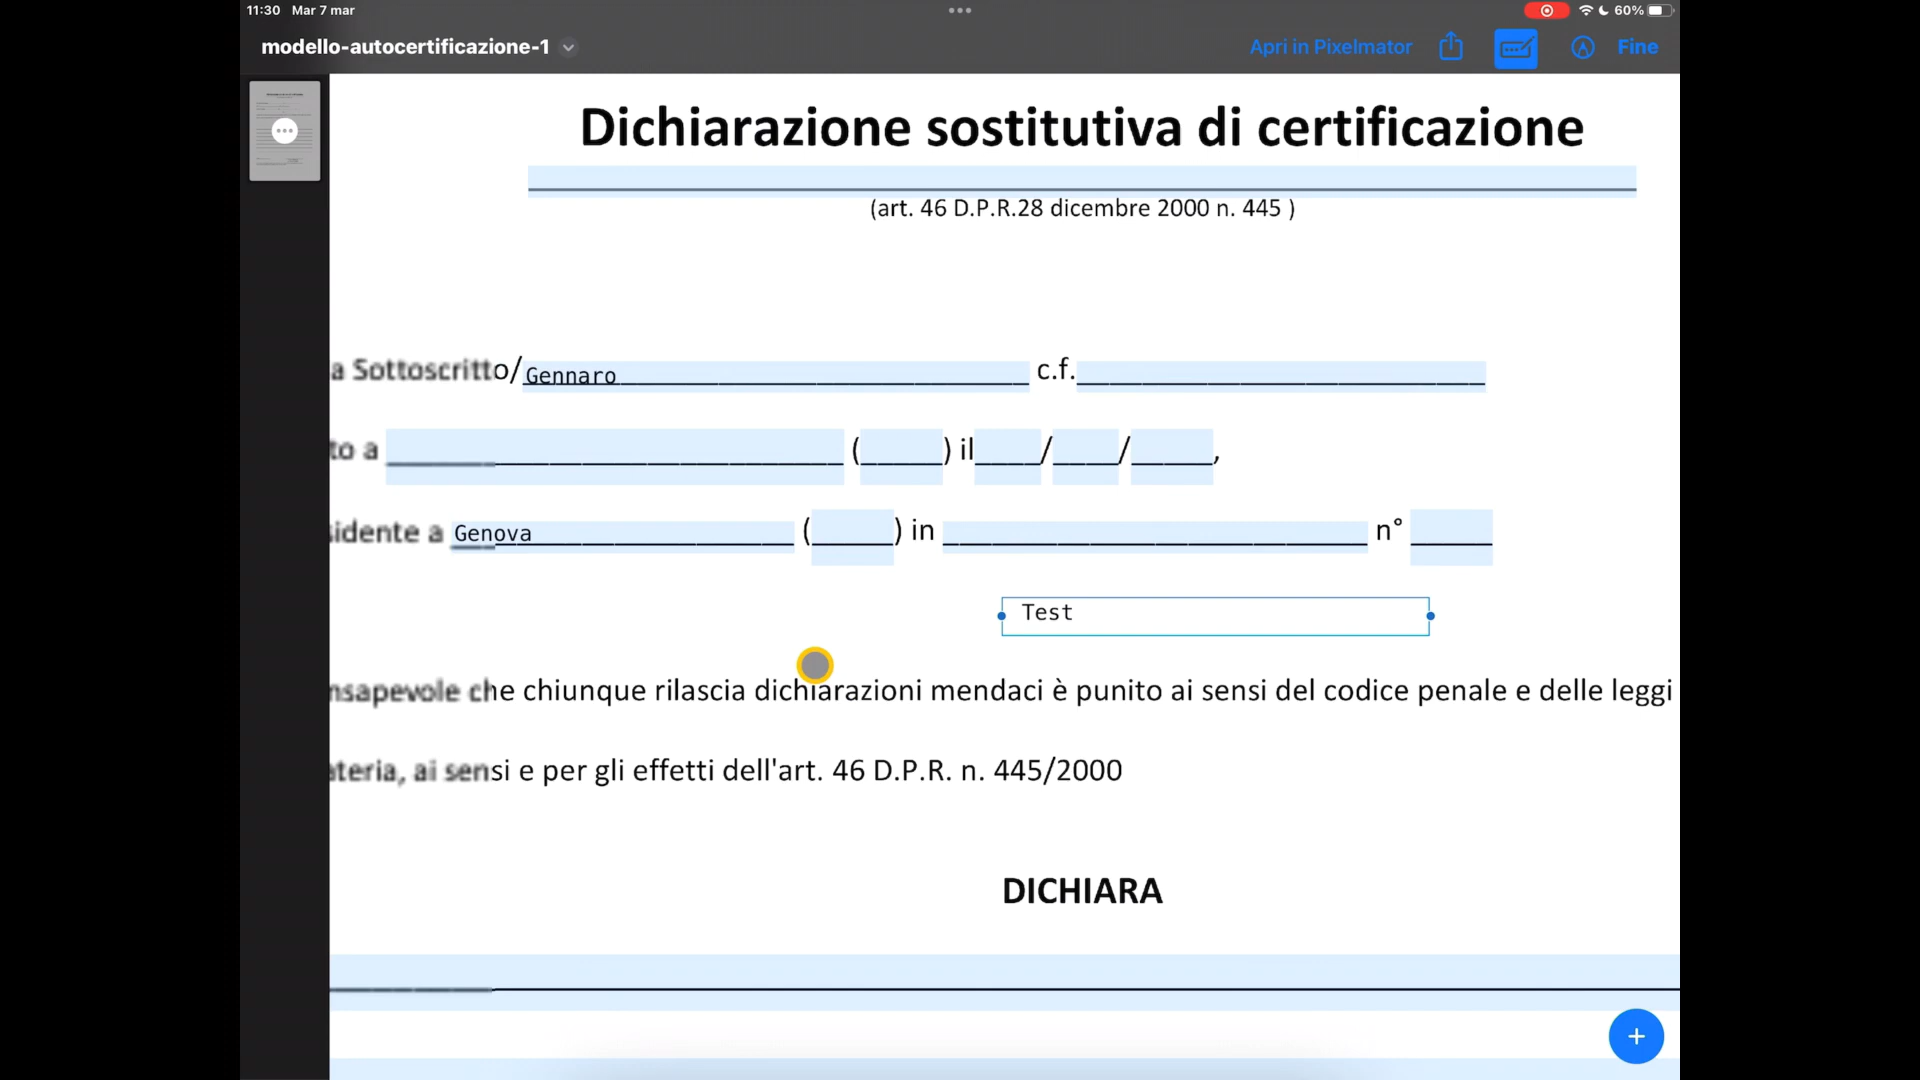 11:30 Mar 7 mar
60%
modello-autocertificazione-1
Apri in Pixelmator
Fine
Dichiarazione sostitutiva di certificazione
(art. 46 D.P.R.28 dicembre 2000 n. 445 )
a Sottoscritto/Gennaro c.f.
to a ( ) il / / ,
sidente a Genova ( ) in n°
Test
nsapevole che chiunque rilascia dichiarazioni mendaci è punito ai sensi del codice penale e delle leggi
ateria, ai sensi e per gli effetti dell'art. 46 D.P.R. n. 445/2000
DICHIARA